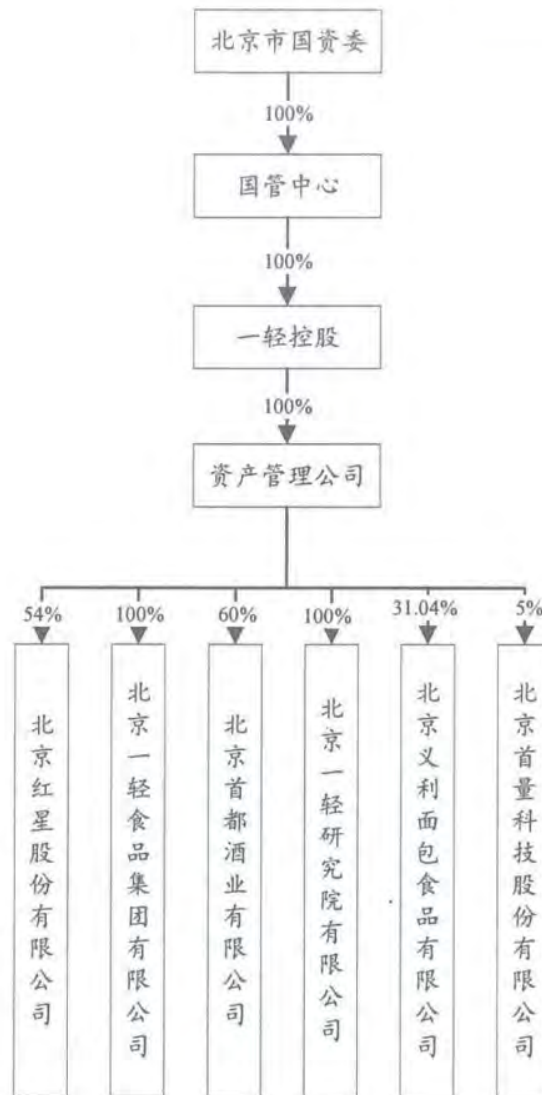 北京市国资委
100%
国管中心
100%
一轻控股
100%
资产管理公司
54%
100%
60%
100%
31.04%
5%
北京红星股份有限公司
北京一轻食品集团有限公司
北京首都酒业有限公司
北京一轻研究院有限公司
北京义利面包食品有限公司
北京首量科技股份有限公司